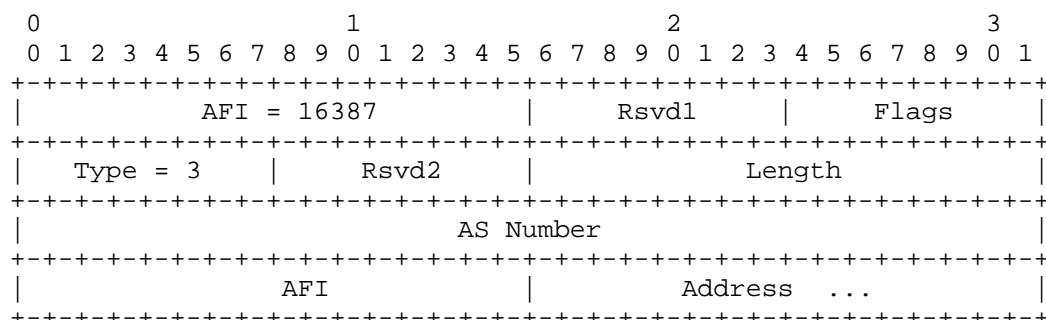 0                   1                   2                   3
 0 1 2 3 4 5 6 7 8 9 0 1 2 3 4 5 6 7 8 9 0 1 2 3 4 5 6 7 8 9 0 1
+-+-+-+-+-+-+-+-+-+-+-+-+-+-+-+-+-+-+-+-+-+-+-+-+-+-+-+-+-+-+-+-+
|           AFI = 16387         |     Rsvd1     |     Flags     |
+-+-+-+-+-+-+-+-+-+-+-+-+-+-+-+-+-+-+-+-+-+-+-+-+-+-+-+-+-+-+-+-+
|   Type = 3    |     Rsvd2     |             Length            |
+-+-+-+-+-+-+-+-+-+-+-+-+-+-+-+-+-+-+-+-+-+-+-+-+-+-+-+-+-+-+-+-+
|                           AS Number                           |
+-+-+-+-+-+-+-+-+-+-+-+-+-+-+-+-+-+-+-+-+-+-+-+-+-+-+-+-+-+-+-+-+
|                AFI            |         Address  ...          |
+-+-+-+-+-+-+-+-+-+-+-+-+-+-+-+-+-+-+-+-+-+-+-+-+-+-+-+-+-+-+-+-+